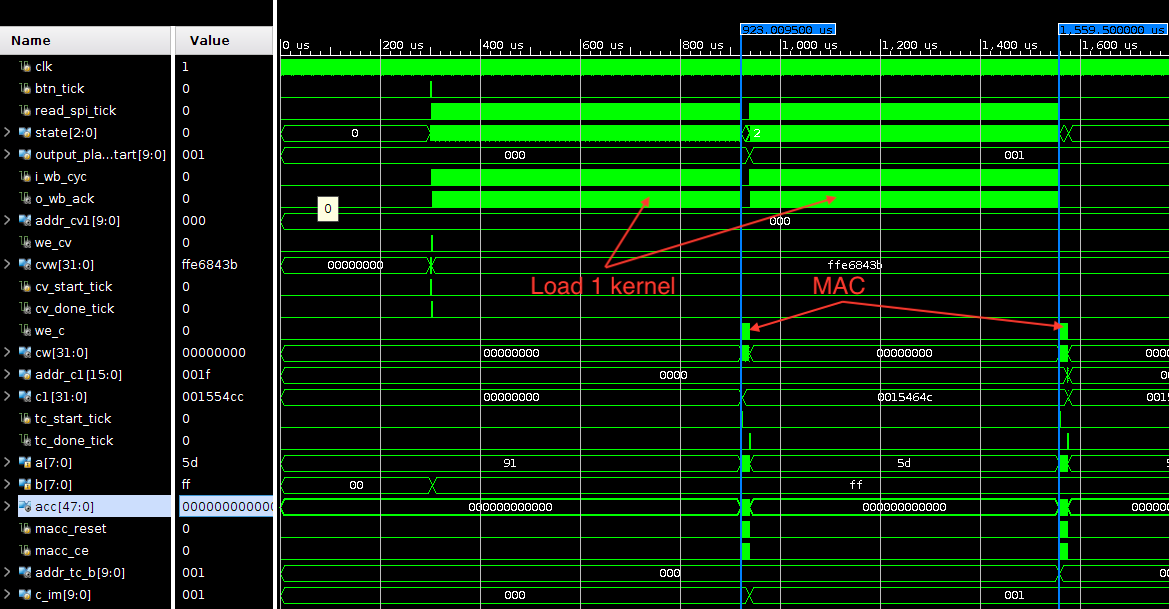 923.009500 us 1,559.500000 us
Name Value 0 us 200 us 400 us 600 us 800 us 1,000 us 1,200 us 1,400 us 1,600 us
clk 1
btn_tick 0
read_spi_tick 0
state[2:0] 0 0 2
output_pla...tart[9:0] 001 000 001
i_wb_cyc 0
o_wb_ack 0
0
addr_cv1[9:0] 000 000
we_cv 0
cvw[31:0] ffe6843b 00000000 ffe6843b
cv_start_tick 0
Load 1 kernel MAC
cv_done_tick 0
we_c 0
cw[31:0] 00000000 00000000 00000000 0000
addr_c1[15:0] 001f 0000 00
c1[31:0] 001554cc 00000000 0015464c 0015
tc_start_tick 0
tc_done_tick 0
a[7:0] 5d 91 5d
b[7:0] ff 00 ff
acc[47:0] 000000000000 000000000000 000000000000 000000
macc_reset 0
macc_ce 0
addr_tc_b[9:0] 001 000 00
c_im[9:0] 001 000 001